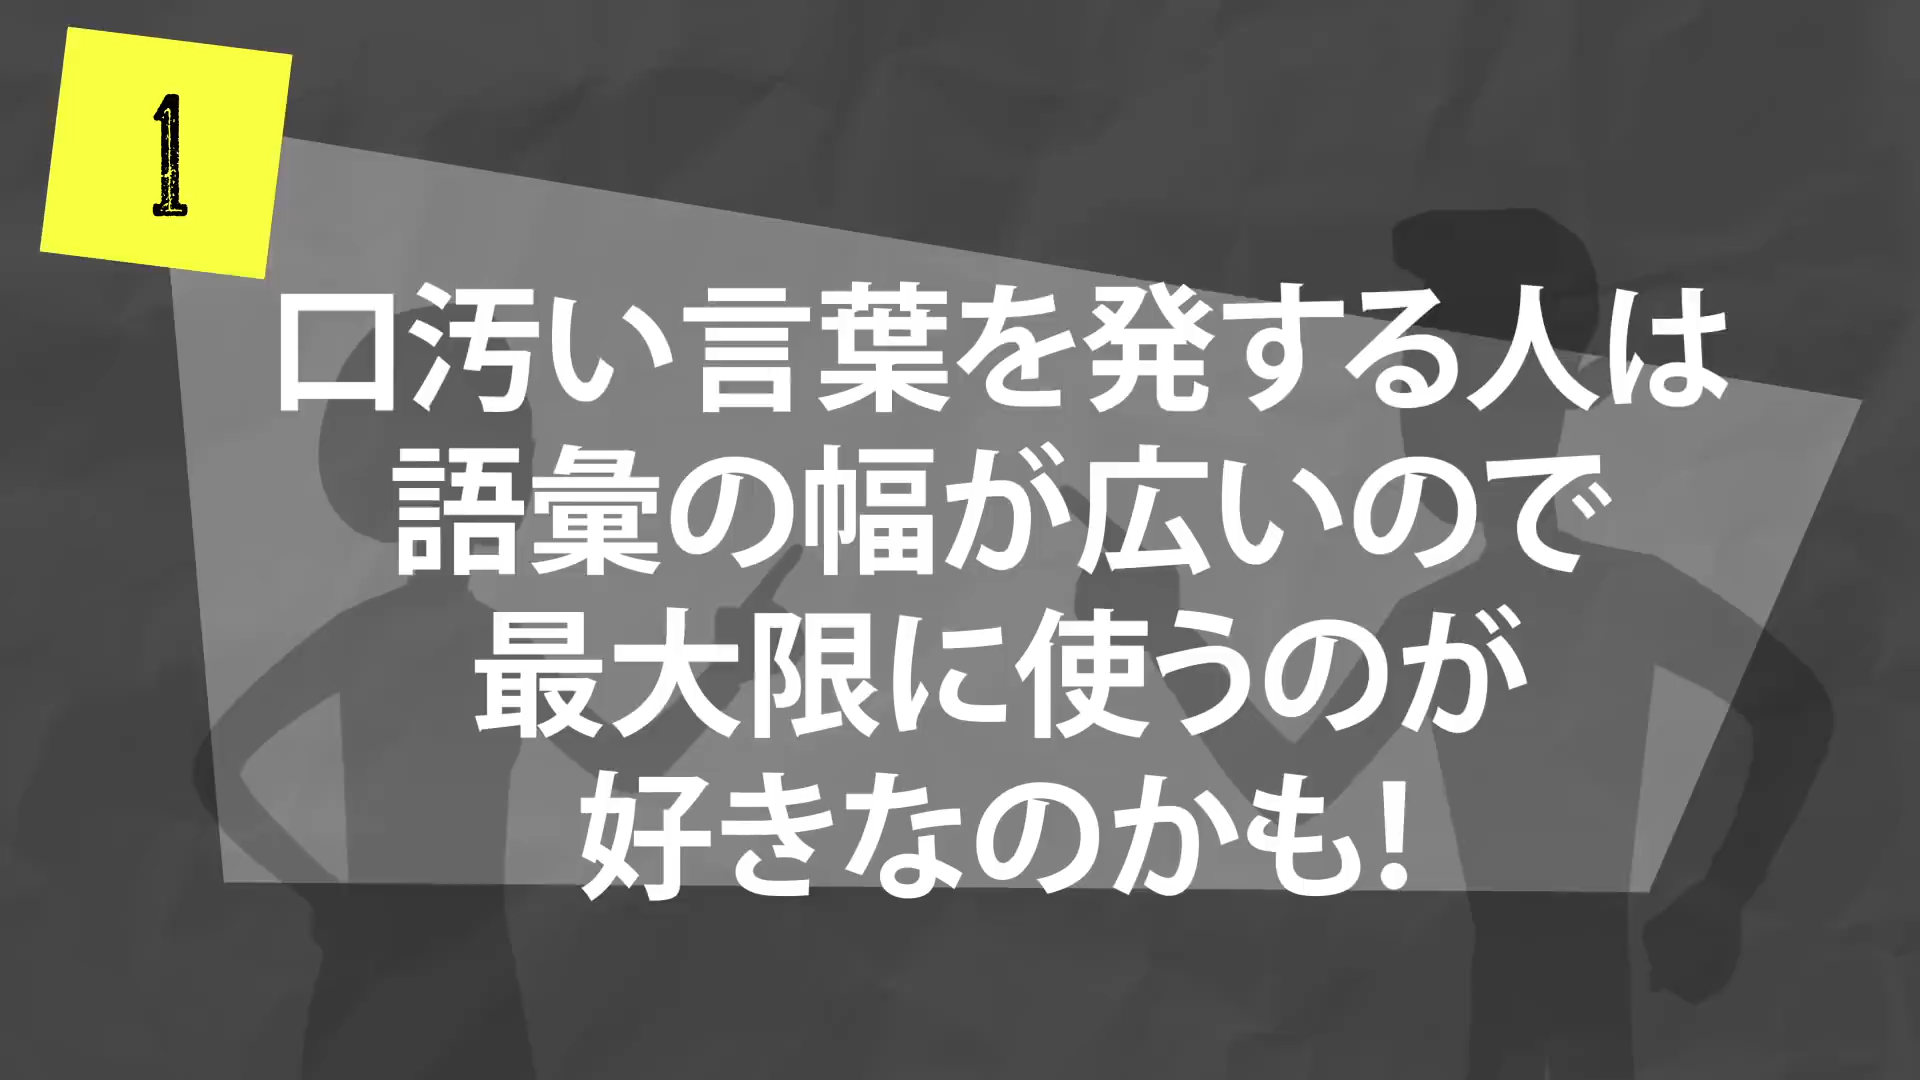 1
口汚い言葉を発する人は
語彙の幅が広いので
最大限に使うのが
好きなのかも!